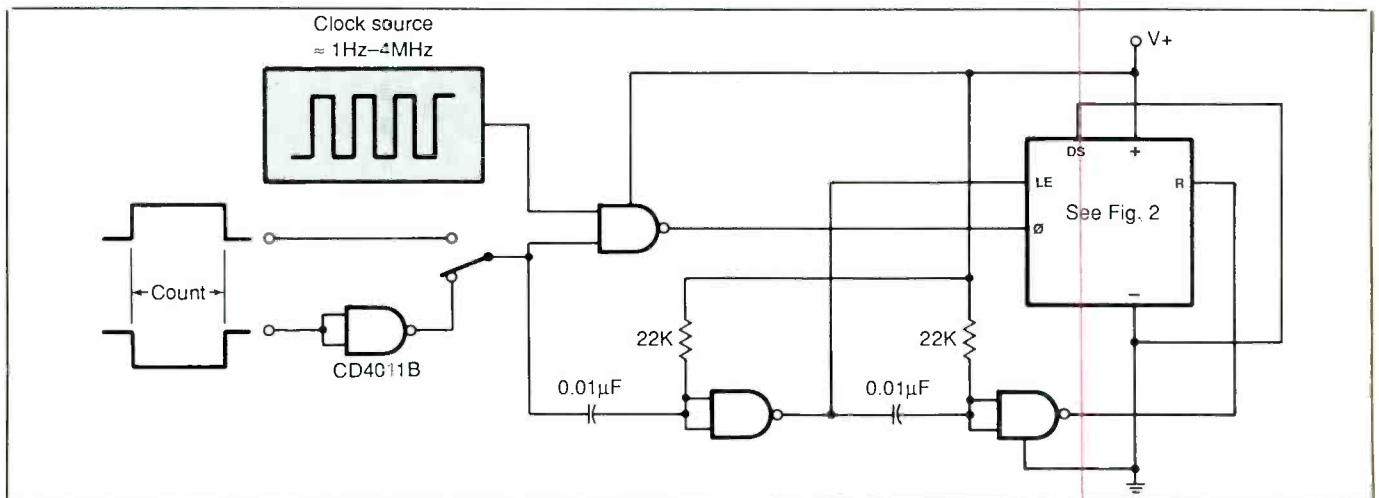 Clock source
≈ 1Hz–4MHz
V+
DS
+
LE
R
See Fig. 2
Ø
Count
–
22K
22K
CD4011B
0.01µF
0.01µF